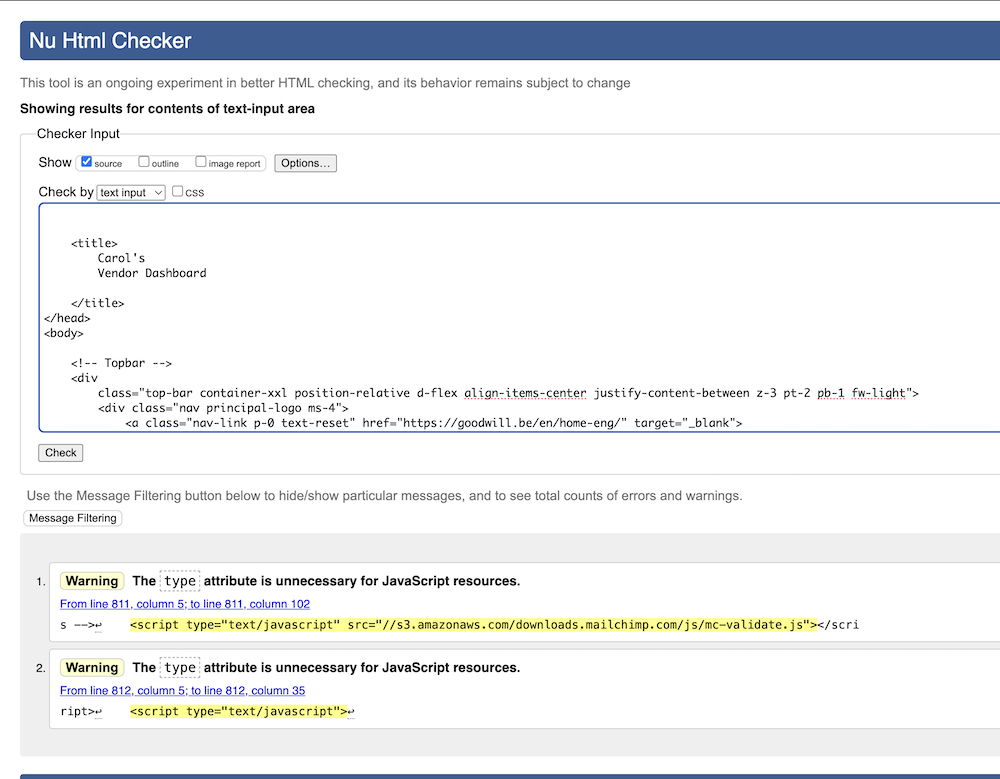 Nu Html Checker
This tool is an ongoing experiment in better HTML checking, and its behavior remains subject to change
Showing results for contents of text-input area
Checker Input
Show source outline image report Options...
Check by text input css
<title>
Carol's
Vendor Dashboard
</title>
</head>
<body>
<!-- Topbar -->
<div
class="top-bar container-xxl position-relative d-flex align-items-center justify-content-between z-3 pt-2 pb-1 fw-light">
<div class="nav principal-logo ms-4">
<a class="nav-link p-0 text-reset" href="https://goodwill.be/en/home-eng/" target="_blank">
Check
Use the Message Filtering button below to hide/show particular messages, and to see total counts of errors and warnings.
Message Filtering
1. Warning The type attribute is unnecessary for JavaScript resources.
From line 811, column 5; to line 811, column 102
s -->↩ <script type="text/javascript" src="//s3.amazonaws.com/downloads.mailchimp.com/js/mc-validate.js"></scri
2. Warning The type attribute is unnecessary for JavaScript resources.
From line 812, column 5; to line 812, column 35
ript>↩ <script type="text/javascript">↩